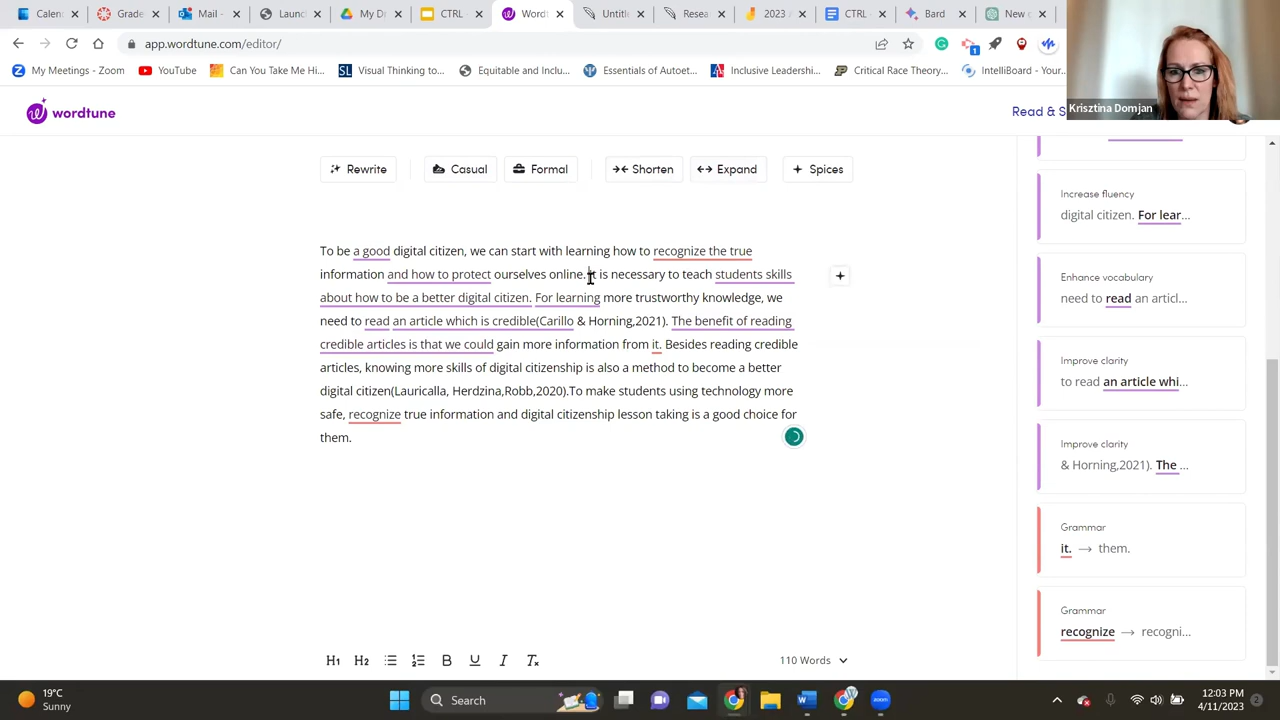 Calen
Grade
Mail -
Launc
My Dr
CTRL -
Wordt
Untitle
Resea
2023 #
CTRL -
Bard
New c
app.wordtune.com/editor/
1
My Meetings - Zoom
YouTube
Can You Take Me Hi...
Visual Thinking to...
Equitable and Inclu...
Essentials of Autoet...
Inclusive Leadershi...
Critical Race Theory...
IntelliBoard - Your...
Krisztina Domjan
wordtune
Read & S
Rewrite
Casual
Formal
Shorten
Expand
Spices
To be a good digital citizen, we can start with learning how to recognize the true
information and how to protect ourselves online. It is necessary to teach students skills
about how to be a better digital citizen. For learning more trustworthy knowledge, we
need to read an article which is credible(Carillo & Horning,2021). The benefit of reading
credible articles is that we could gain more information from it. Besides reading credible
articles, knowing more skills of digital citizenship is also a method to become a better
digital citizen(Lauricalla, Herdzina,Robb,2020).To make students using technology more
safe, recognize true information and digital citizenship lesson taking is a good choice for
them.
Increase fluency
digital citizen. For lear...
Enhance vocabulary
need to read an articl...
Improve clarity
to read an article whi...
Improve clarity
& Horning,2021). The ...
Grammar
it. → them.
Grammar
recognize → recogni...
H1
H2
B
U
I
110 Words
19°C
Sunny
Search
12:03 PM
4/11/2023
2